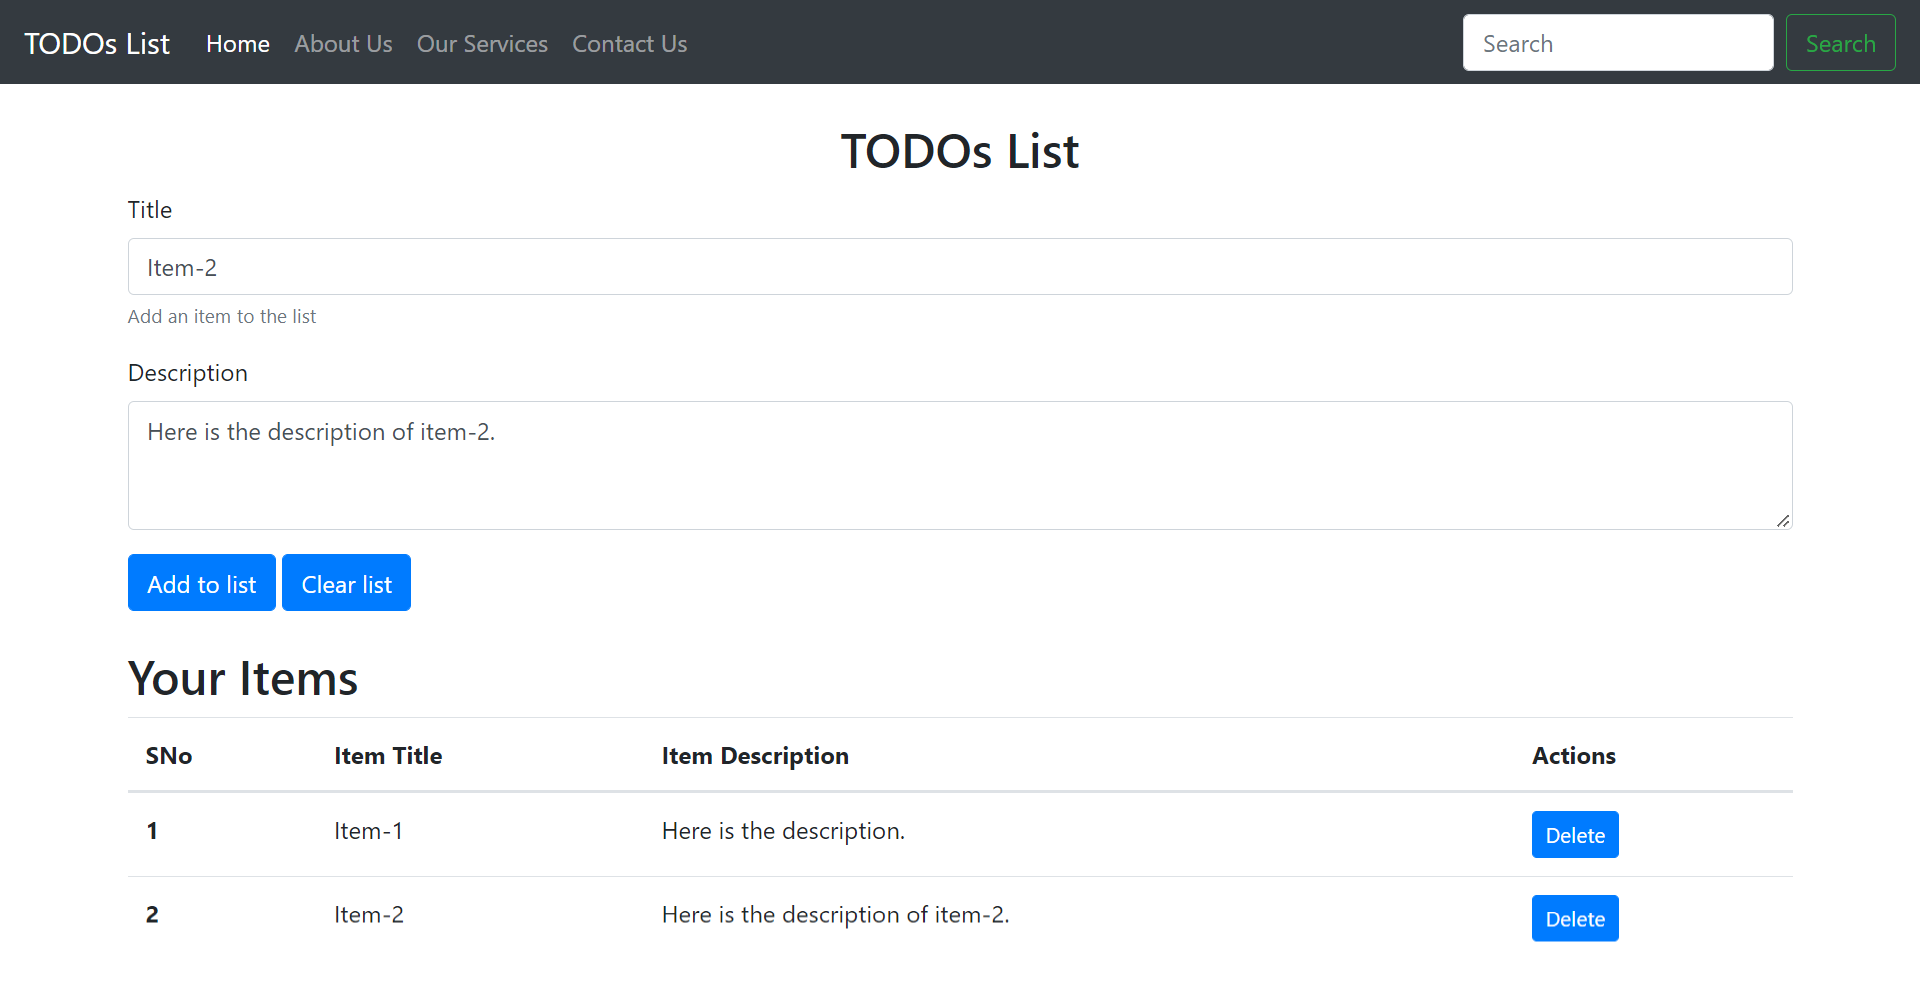 TODOs List Home About Us Our Services Contact Us Search Search
TODOs List
Title
Item-2
Add an item to the list
Description
Here is the description of item-2.
Add to list Clear list
Your Items
SNo Item Title Item Description Actions
1 Item-1 Here is the description. Delete
2 Item-2 Here is the description of item-2. Delete